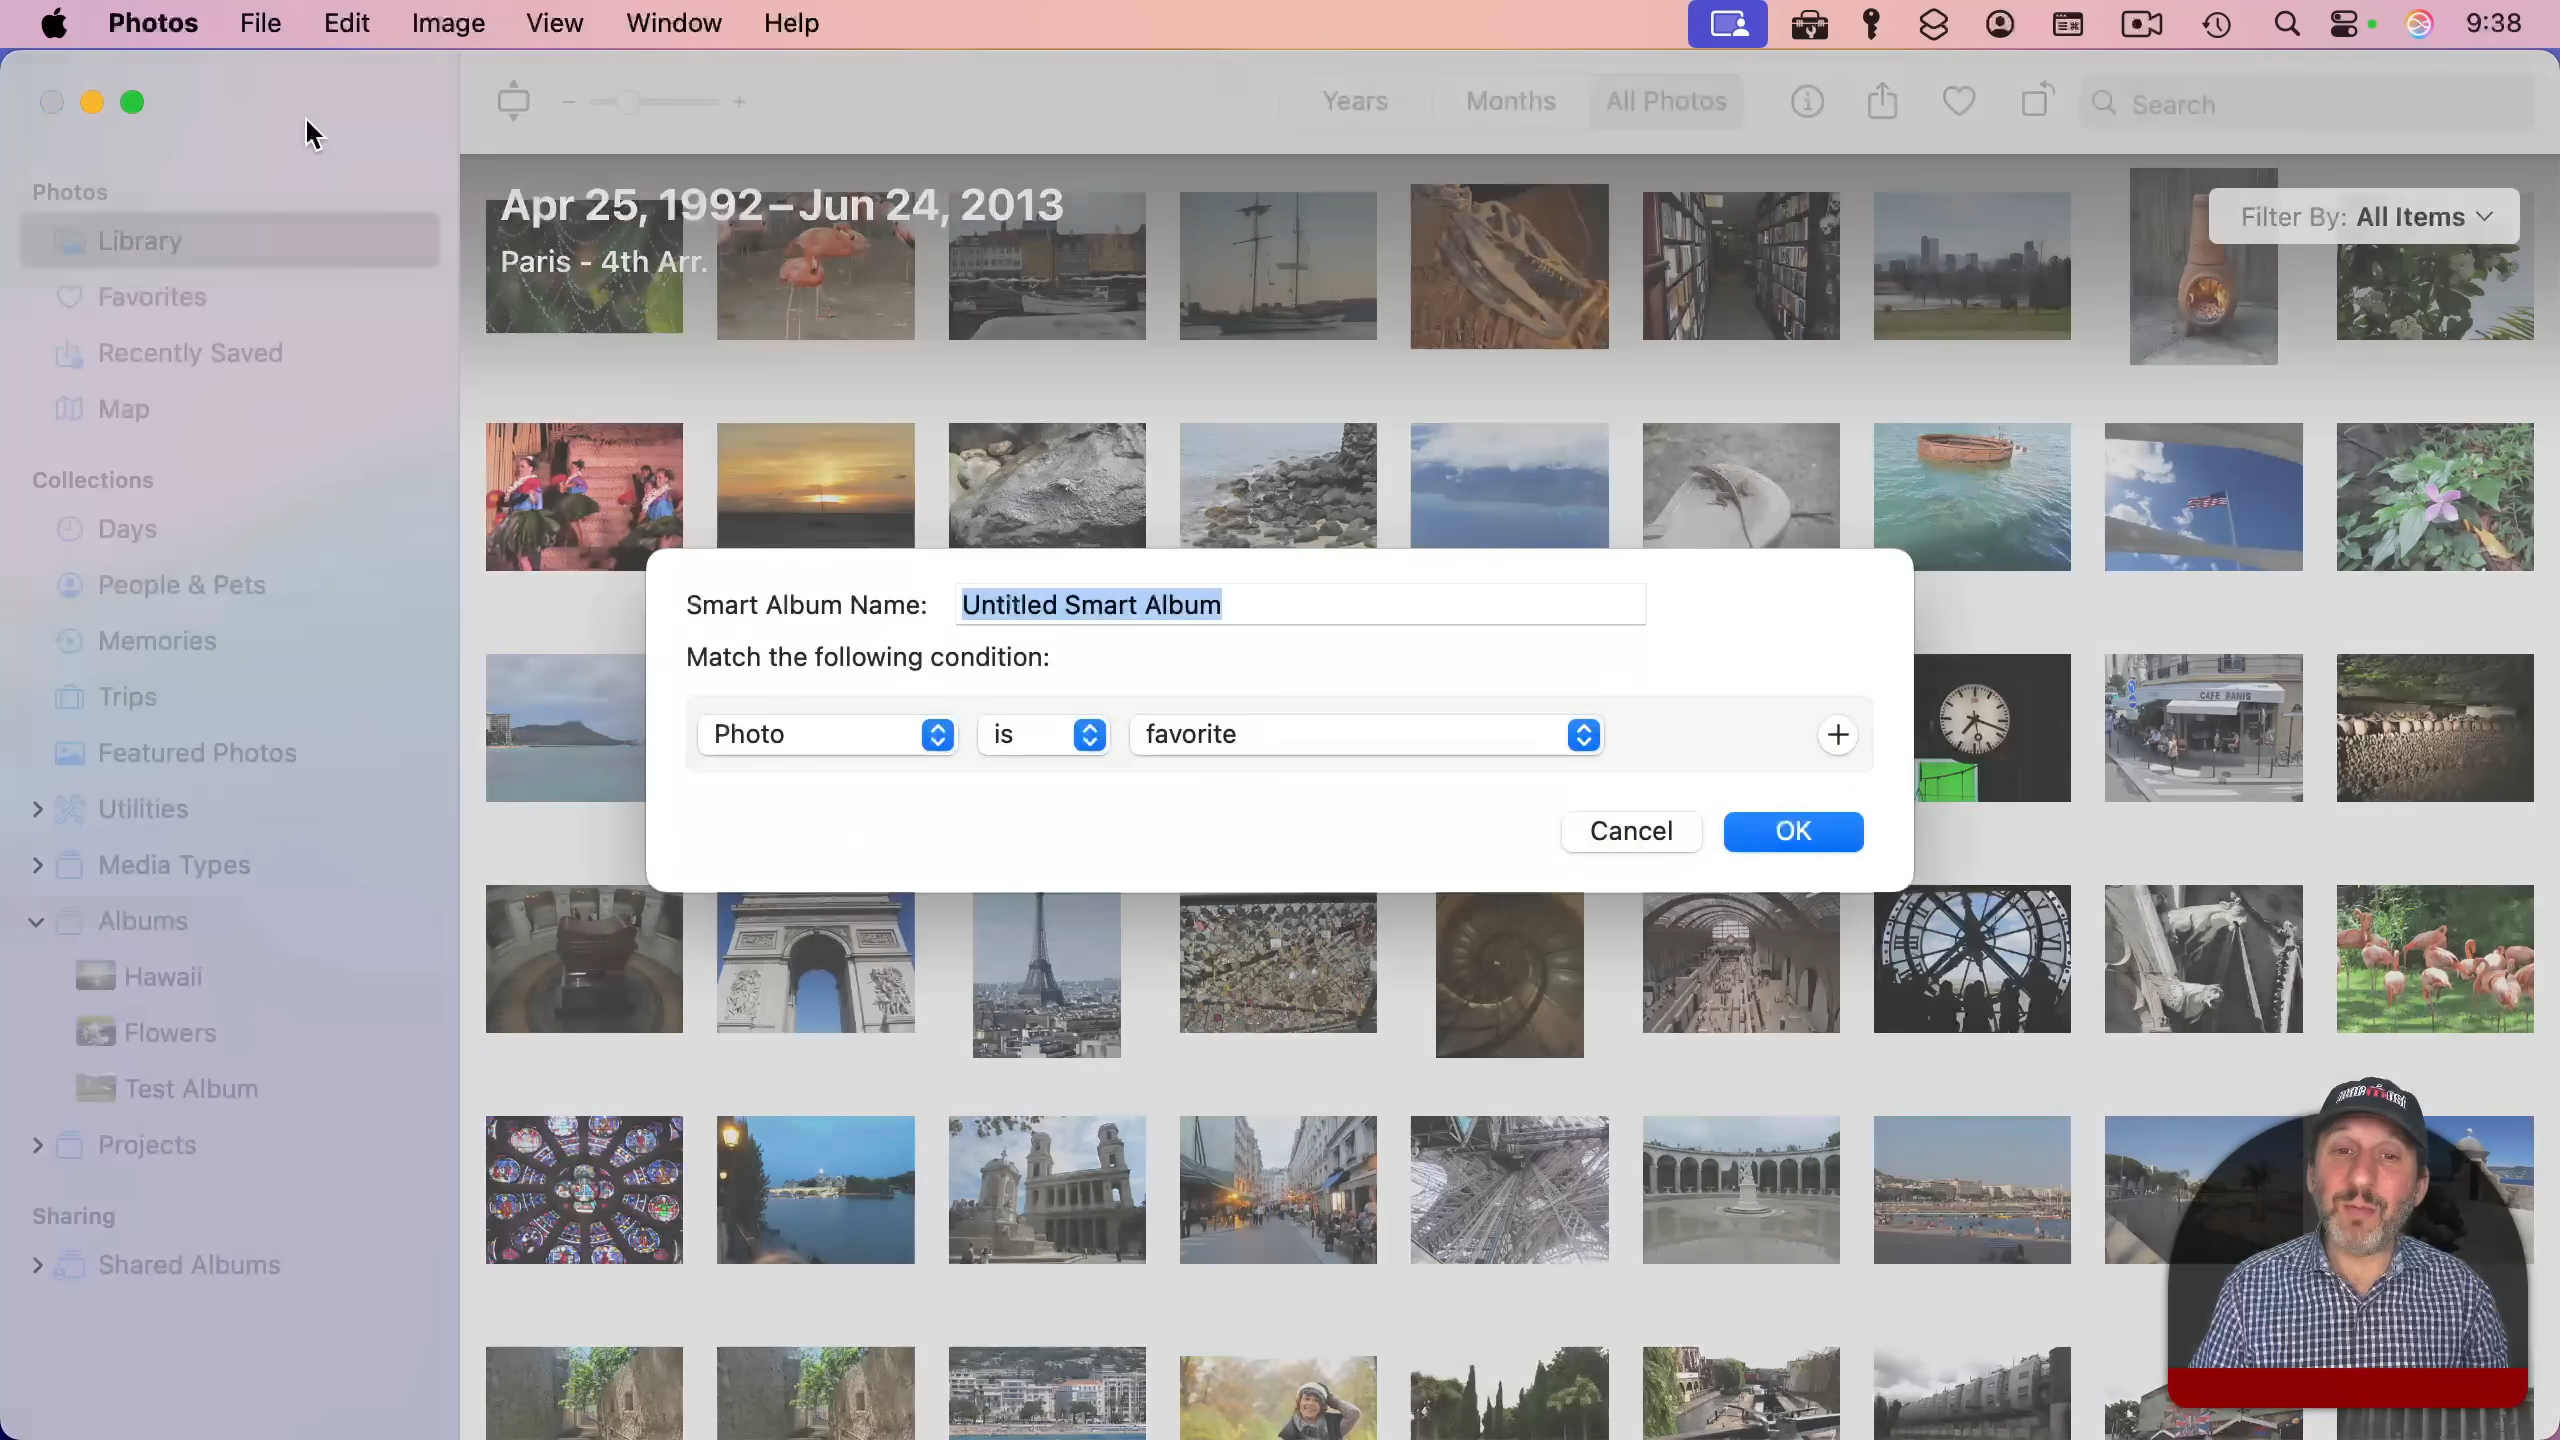 Photos File Edit Image View Window Help 9:38
Years Months All Photos Search
Photos
Library
Favorites
Recently Saved
Map
Collections
Days
People & Pets
Memories
Trips
Featured Photos
Utilities
Media Types
Albums
Hawaii
Flowers
Test Album
Projects
Sharing
Shared Albums
Apr 25, 1992–Jun 24, 2013
Paris - 4th Arr.
Filter By: All Items
Smart Album Name: Untitled Smart Album
Match the following condition:
Photo is favorite
Cancel OK
CAFE PANIS